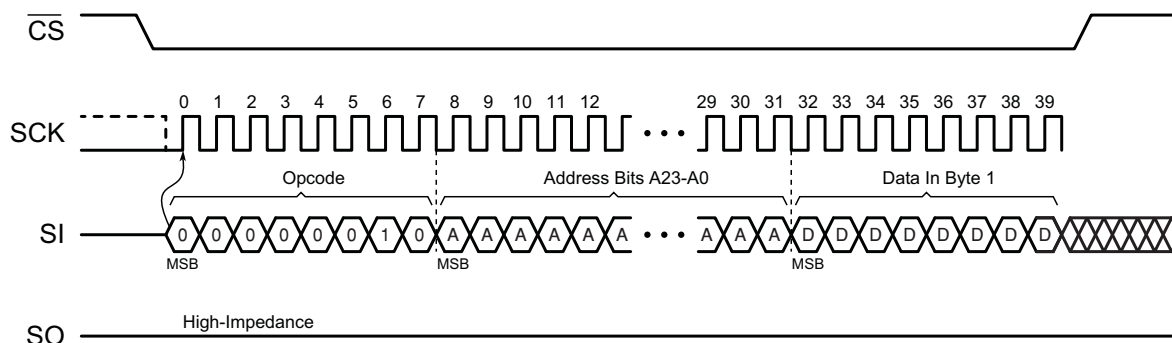 CS
0 1 2 3 4 5 6 7 8 9 10 11 12 29 30 31 32 33 34 35 36 37 38 39
SCK
Opcode Address Bits A23-A0 Data In Byte 1
SI 0 0 0 0 0 0 1 0 A A A A A A A A A D D D D D D D D
MSB MSB MSB
High-Impedance
SO